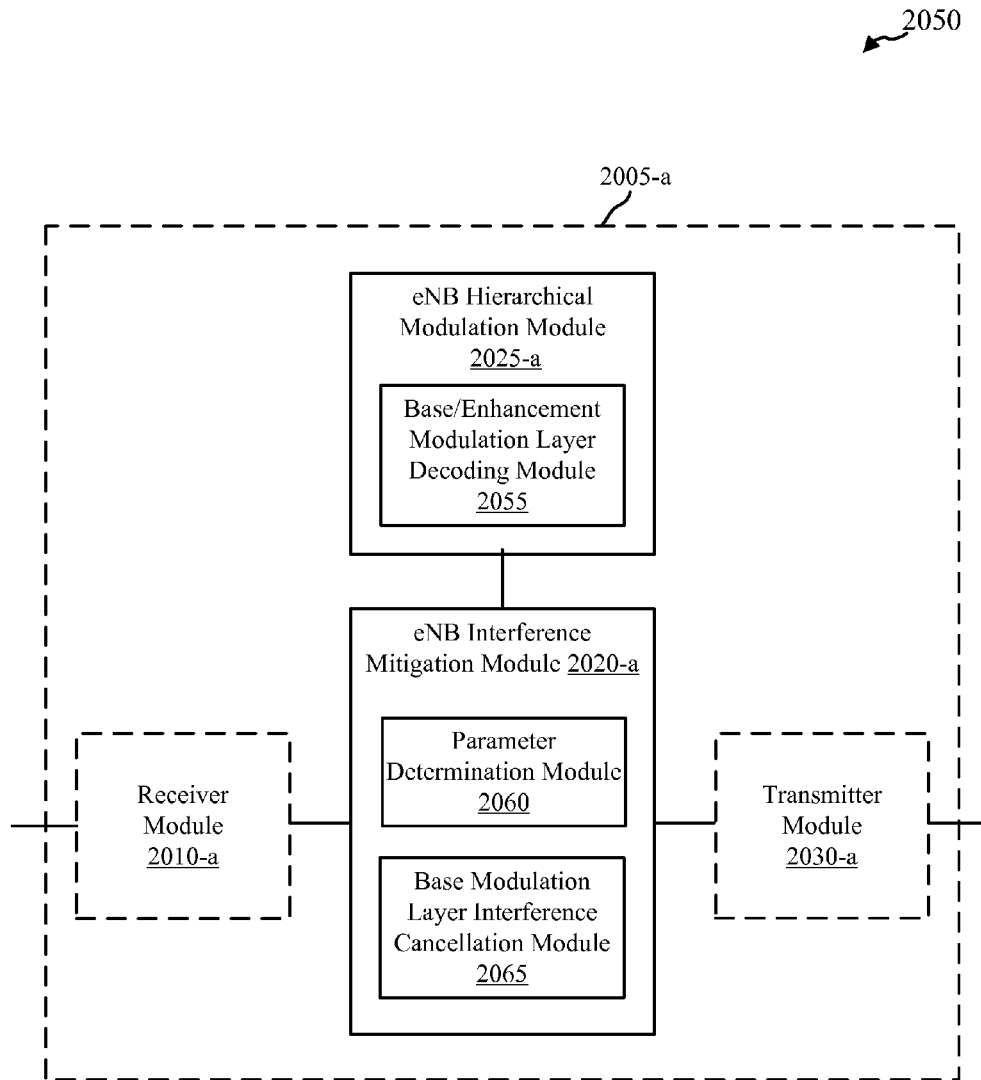 2050
2005-a
eNB Hierarchical
Modulation Module
2025-a
Base/Enhancement
Modulation Layer
Decoding Module
2055
eNB Interference
Mitigation Module 2020-a
Parameter
Determination Module
2060
Receiver
Module
2010-a
Transmitter
Module
2030-a
Base Modulation
Layer Interference
Cancellation Module
2065